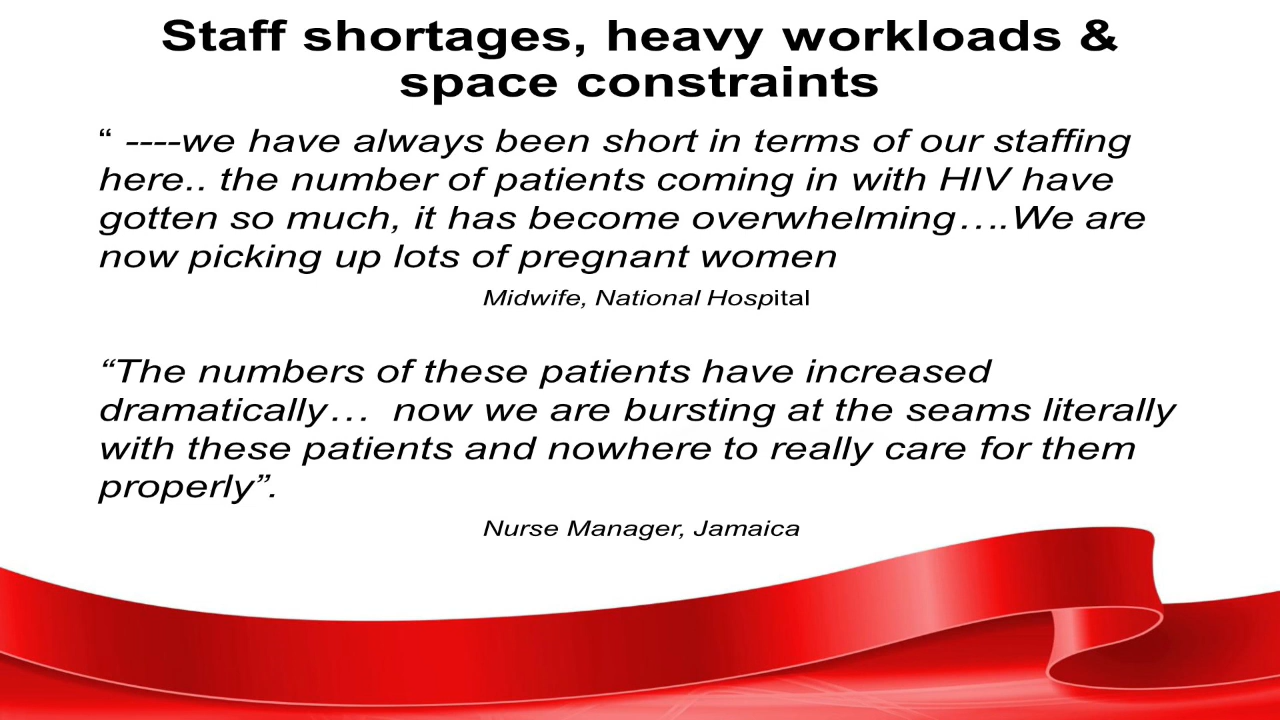 Staff shortages, heavy workloads &
space constraints
“ ----we have always been short in terms of our staffing
here.. the number of patients coming in with HIV have
gotten so much, it has become overwhelming….We are
now picking up lots of pregnant women
Midwife, National Hospital
“The numbers of these patients have increased
dramatically… now we are bursting at the seams literally
with these patients and nowhere to really care for them
properly”.
Nurse Manager, Jamaica